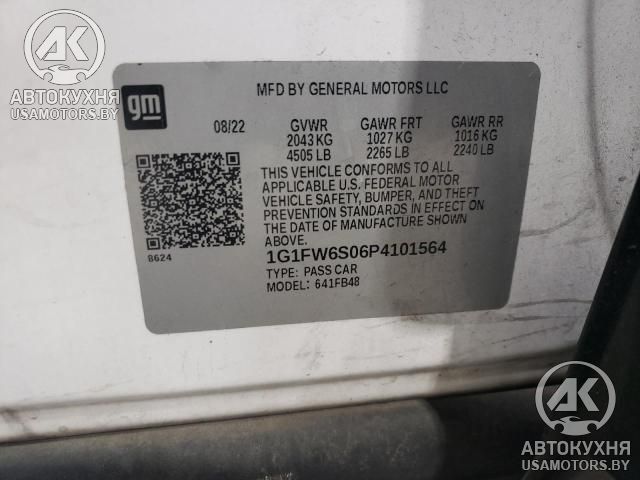 АК
АВТОКУХНЯ
USAMOTORS.BY
gm
MFD BY GENERAL MOTORS LLC
08/22 GVWR GAWR FRT GAWR RR
2043 KG 1027 KG 1016 KG
4505 LB 2265 LB 2240 LB
THIS VEHICLE CONFORMS TO ALL
APPLICABLE U.S. FEDERAL MOTOR
VEHICLE SAFETY, BUMPER, AND THEFT
PREVENTION STANDARDS IN EFFECT ON
THE DATE OF MANUFACTURE SHOWN
ABOVE.
8624
1G1FW6S06P4101564
TYPE: PASS CAR
MODEL: 641FB48
АК
АВТОКУХНЯ
USAMOTORS.BY